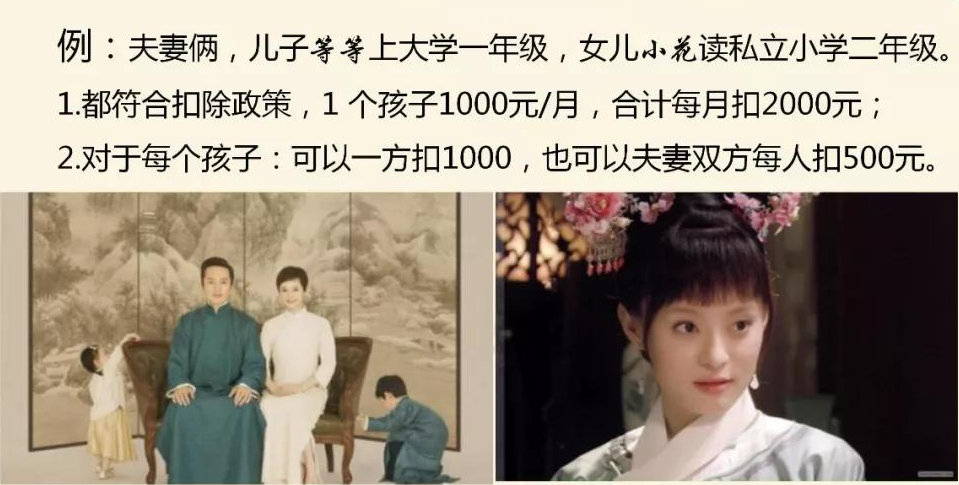 例：夫妻俩，儿子等等上大学一年级，女儿小花读私立小学二年级。
1.都符合扣除政策，1 个孩子1000元/月，合计每月扣2000元；
2.对于每个孩子：可以一方扣1000，也可以夫妻双方每人扣500元。